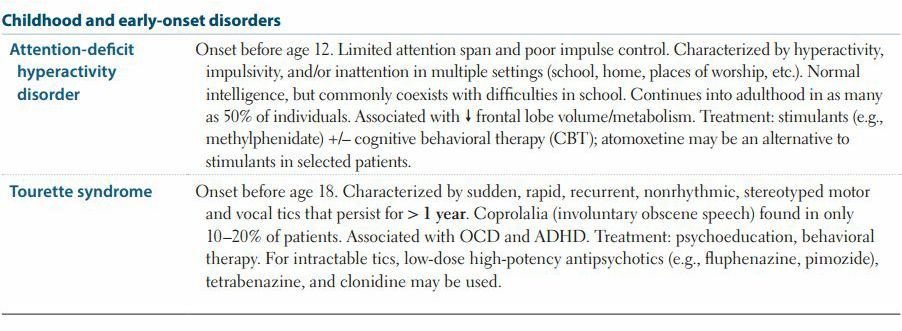 Childhood and early-onset disorders
Attention-deficit
hyperactivity
disorder
Onset before age 12. Limited attention span and poor impulse control. Characterized by hyperactivity,
impulsivity, and/or inattention in multiple settings (school, home, places of worship, etc.). Normal
intelligence, but commonly coexists with difficulties in school. Continues into adulthood in as many
as 50% of individuals. Associated with ↓ frontal lobe volume/metabolism. Treatment: stimulants (e.g.,
methylphenidate) +/– cognitive behavioral therapy (CBT); atomoxetine may be an alternative to
stimulants in selected patients.
Tourette syndrome
Onset before age 18. Characterized by sudden, rapid, recurrent, nonrhythmic, stereotyped motor
and vocal tics that persist for > 1 year. Coprolalia (involuntary obscene speech) found in only
10–20% of patients. Associated with OCD and ADHD. Treatment: psychoeducation, behavioral
therapy. For intractable tics, low-dose high-potency antipsychotics (e.g., fluphenazine, pimozide),
tetrabenazine, and clonidine may be used.